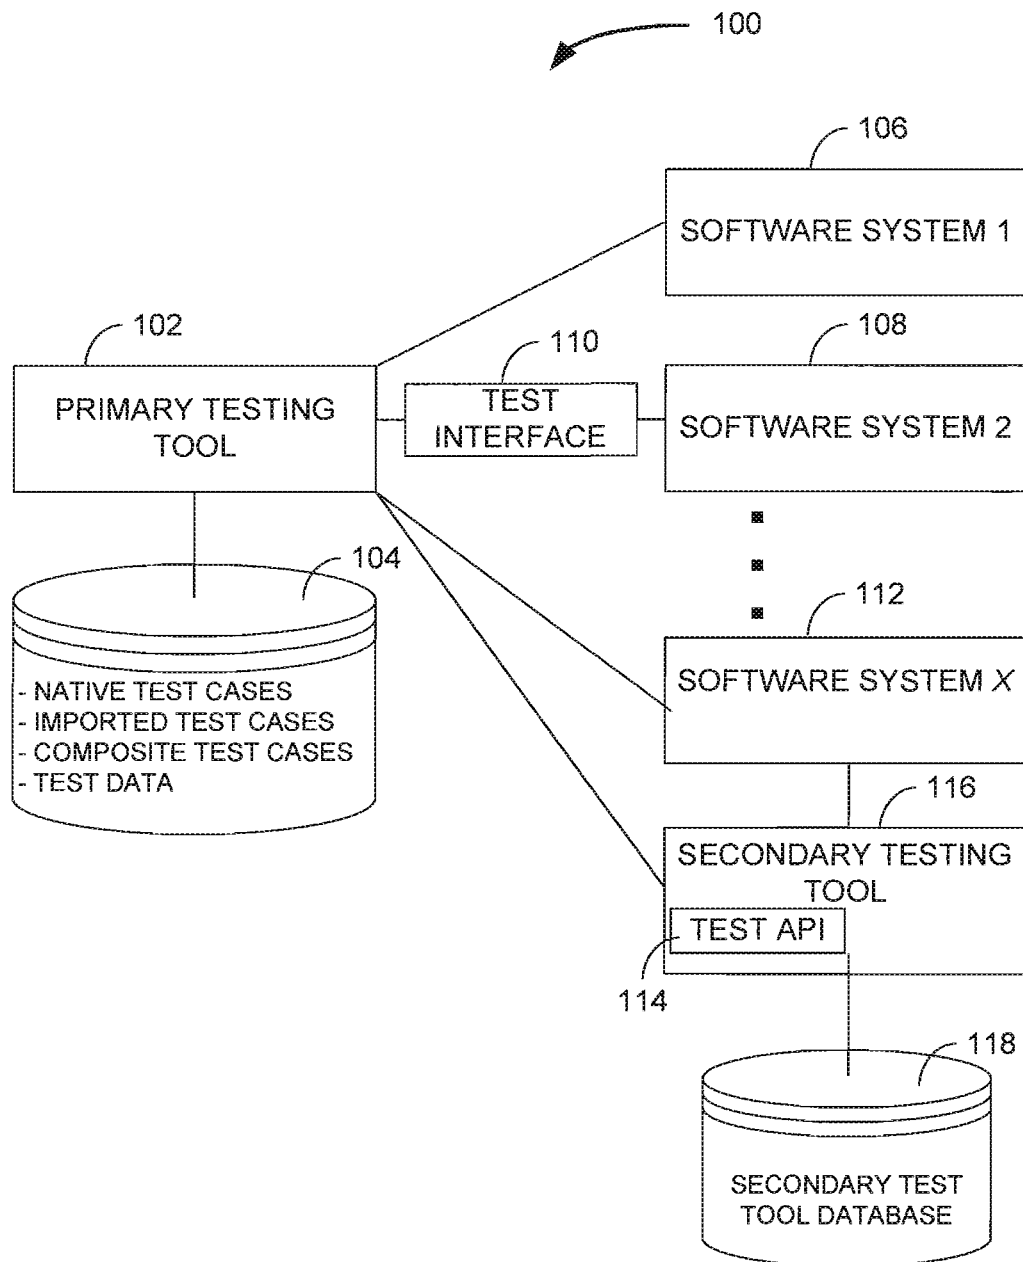 100
106
SOFTWARE SYSTEM 1
102
PRIMARY TESTING
TOOL
110
TEST
INTERFACE
108
SOFTWARE SYSTEM 2
104
- NATIVE TEST CASES
- IMPORTED TEST CASES
- COMPOSITE TEST CASES
- TEST DATA
112
SOFTWARE SYSTEM X
116
SECONDARY TESTING
TOOL
TEST API
114
118
SECONDARY TEST
TOOL DATABASE